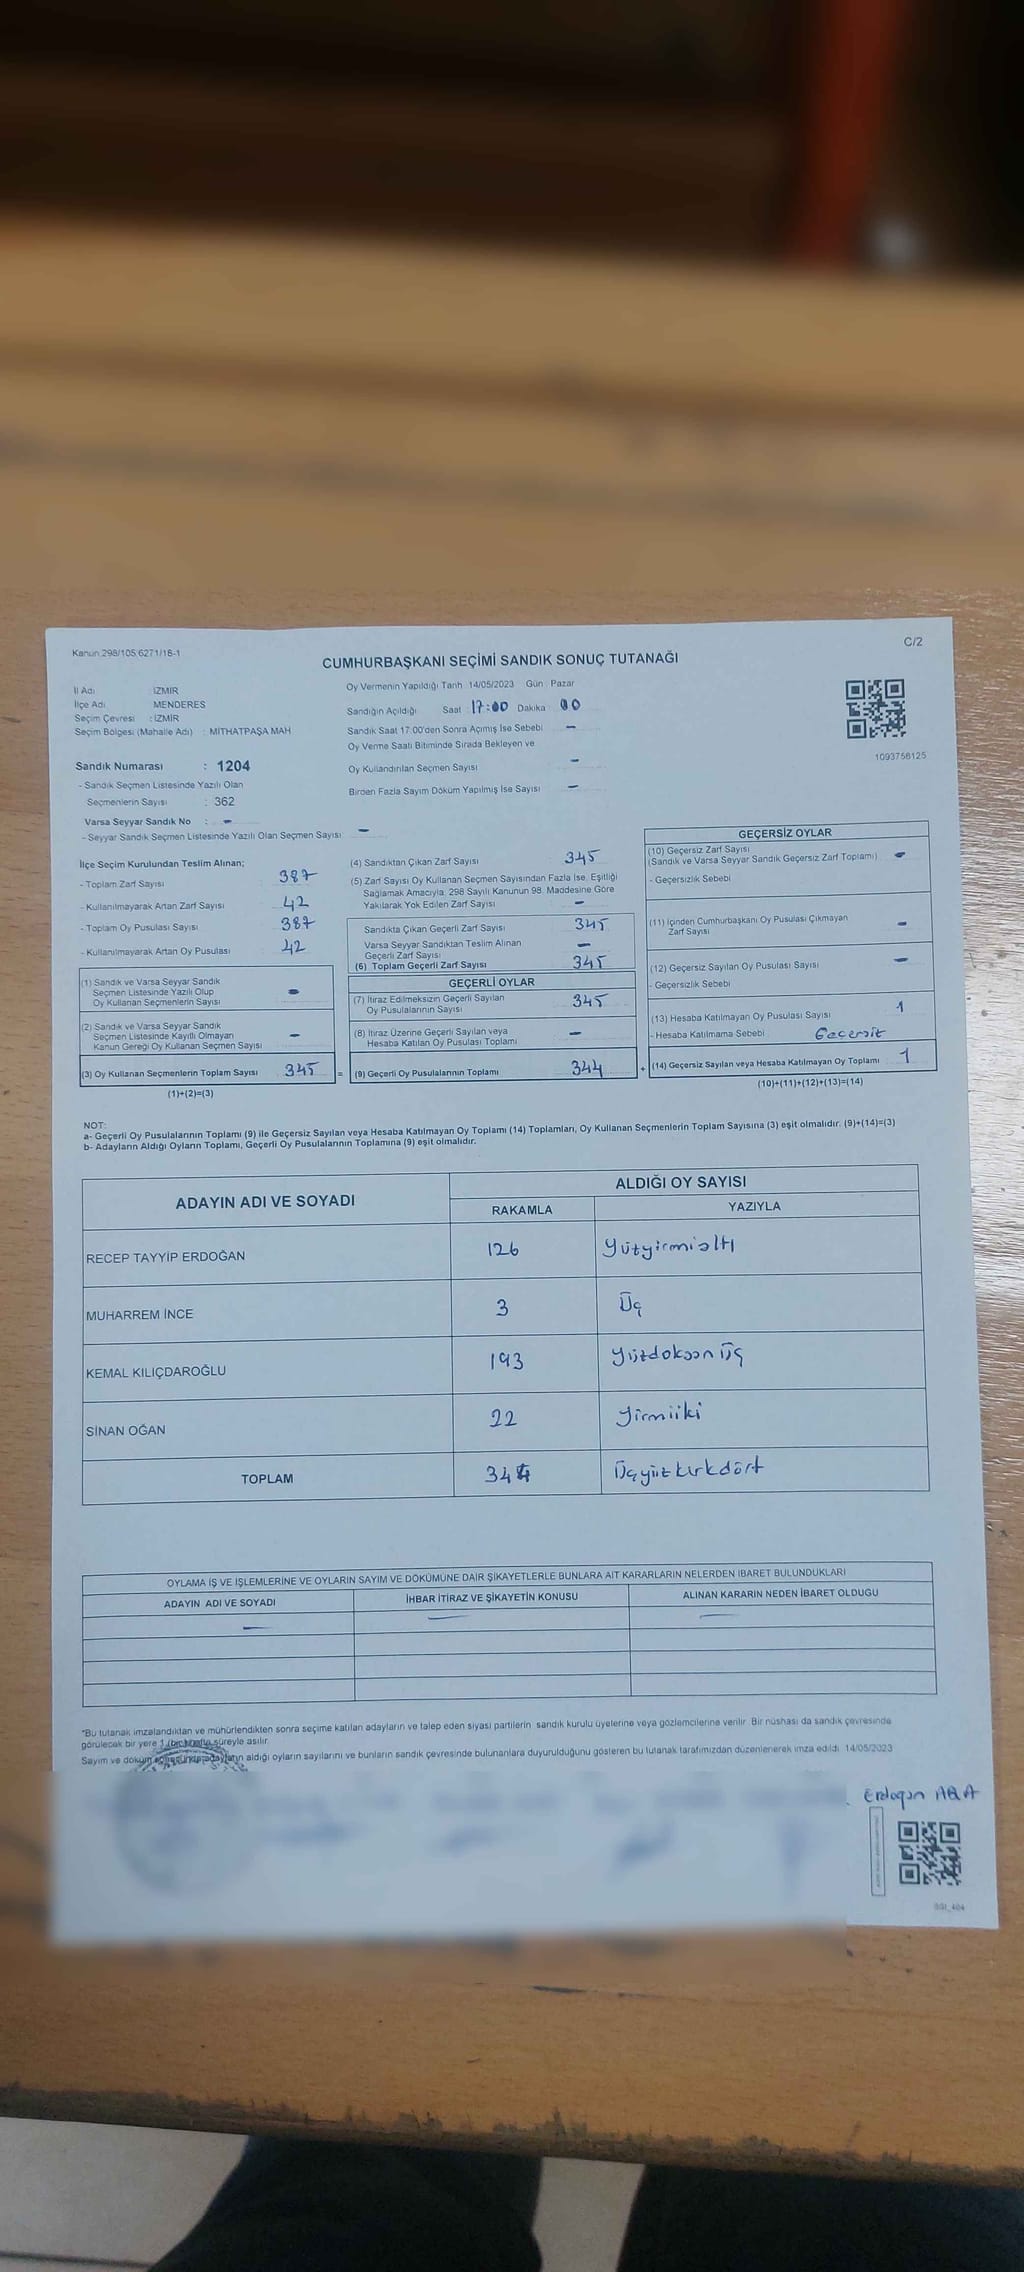 Kanun 298/105,6271/18-1
C/2
CUMHURBAŞKANI SEÇİMİ SANDIK SONUÇ TUTANAĞI
İl Adı İZMİR
İlçe Adı MENDERES
Seçim Çevresi : İZMİR
Seçim Bölgesi (Mahalle Adı) : MİTHATPAŞA MAH
Sandık Numarası : 1204
- Sandık Seçmen Listesinde Yazılı Olan
Seçmenlerin Sayısı : 362
Varsa Seyyar Sandık No : -
- Seyyar Sandık Seçmen Listesinde Yazılı Olan Seçmen Sayısı -
Oy Vermenin Yapıldığı Tarih 14/05/2023 Gün : Pazar
Sandığın Açıldığı Saat 17:00 Dakika 00
Sandık Saat 17:00'den Sonra Açımış İse Sebebi -
Oy Verme Saati Bitiminde Sırada Bekleyen ve
Oy Kullandırılan Seçmen Sayısı -
Birden Fazla Sayım Döküm Yapılmış İse Sayısı -
1093756125
İlçe Seçim Kurulundan Teslim Alınan;
- Toplam Zarf Sayısı 387
- Kullanılmayarak Artan Zarf Sayısı 42
- Toplam Oy Pusulası Sayısı 387
- Kullanılmayarak Artan Oy Pusulası 42
(1) Sandık ve Varsa Seyyar Sandık
Seçmen Listesinde Yazılı Olup
Oy Kullanan Seçmenlerin Sayısı -
(2) Sandık ve Varsa Seyyar Sandık
Seçmen Listesinde Kayıtlı Olmayan
Kanun Gereği Oy Kullanan Seçmen Sayısı -
(3) Oy Kullanan Seçmenlerin Toplam Sayısı 345 =
(1)+(2)=(3)
(4) Sandıktan Çıkan Zarf Sayısı 345
(5) Zarf Sayısı Oy Kullanan Seçmen Sayısından Fazla İse, Eşitliği
Sağlamak Amacıyla, 298 Sayılı Kanunun 98. Maddesine Göre
Yakılarak Yok Edilen Zarf Sayısı -
Sandıkta Çıkan Geçerli Zarf Sayısı 345
Varsa Seyyar Sandıktan Teslim Alınan
Geçerli Zarf Sayısı -
(6) Toplam Geçerli Zarf Sayısı 345
GEÇERLİ OYLAR
(7) İtiraz Edilmeksizin Geçerli Sayılan
Oy Pusulalarının Sayısı 345
(8) İtiraz Üzerine Geçerli Sayılan veya
Hesaba Katılan Oy Pusulası Toplamı -
(9) Geçerli Oy Pusulalarının Toplamı 344 +
GEÇERSİZ OYLAR
(10) Geçersiz Zarf Sayısı
(Sandık ve Varsa Seyyar Sandık Geçersiz Zarf Toplamı) -
- Geçersizlik Sebebi
(11) İçinden Cumhurbaşkanı Oy Pusulası Çıkmayan
Zarf Sayısı -
(12) Geçersiz Sayılan Oy Pusulası Sayısı -
- Geçersizlik Sebebi
(13) Hesaba Katılmayan Oy Pusulası Sayısı 1
- Hesaba Katılmama Sebebi Geçersiz
(14) Geçersiz Sayılan veya Hesaba Katılmayan Oy Toplamı 1
(10)+(11)+(12)+(13)=(14)
NOT:
a- Geçerli Oy Pusulalarının Toplamı (9) ile Geçersiz Sayılan veya Hesaba Katılmayan Oy Toplamı (14) Toplamları, Oy Kullanan Seçmenlerin Toplam Sayısına (3) eşit olmalıdır. (9)+(14)=(3)
b- Adayların Aldığı Oyların Toplamı, Geçerli Oy Pusulalarının Toplamına (9) eşit olmalıdır.
ADAYIN ADI VE SOYADI ALDIĞI OY SAYISI
RAKAMLA YAZIYLA
RECEP TAYYİP ERDOĞAN 126 Yüzyirmialtı
MUHARREM İNCE 3 Üç
KEMAL KILIÇDAROĞLU 193 Yüzdoksan Üç
SİNAN OĞAN 22 Yirmiiki
TOPLAM 344 Üçyüzkırkdört
OYLAMA İŞ VE İŞLEMLERİNE VE OYLARIN SAYIM VE DÖKÜMÜNE DAİR ŞİKAYETLERLE BUNLARA AİT KARARLARIN NELERDEN İBARET BULUNDUKLARI
ADAYIN ADI VE SOYADI İHBAR İTİRAZ VE ŞİKAYETİN KONUSU ALINAN KARARIN NEDEN İBARET OLDUĞU
- - -
*Bu tutanak imzalandıktan ve mühürlendikten sonra seçime katılan adayların ve talep eden siyasi partilerin sandık kurulu üyelerine veya gözlemcilerine verilir. Bir nüshası da sandık çevresinde
görülecek bir yere 1 (bir) hafta süreyle asılır.
Sayım ve döküm sonucunda adayların aldığı oyların sayılarını ve bunların sandık çevresinde bulunanlara duyurulduğunu gösteren bu tutanak tarafımızdan düzenlenerek imza edildi. 14/05/2023
Erdoğan